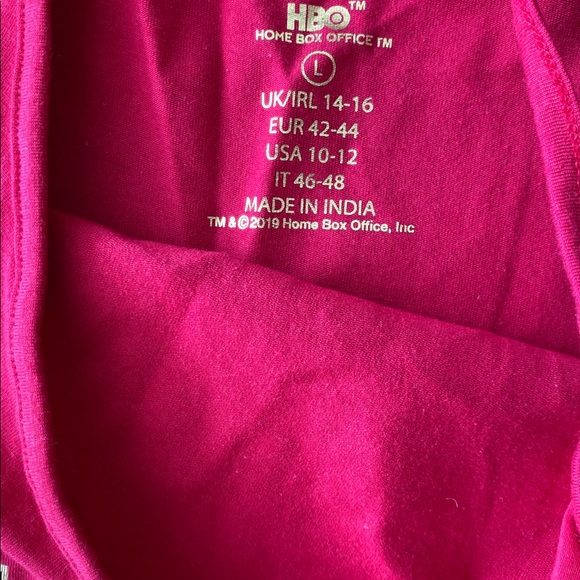 HBO™
HOME BOX OFFICE TM
L
UK/IRL 14-16
EUR 42-44
USA 10-12
IT 46-48
MADE IN INDIA
TM & ©2019 Home Box Office, Inc